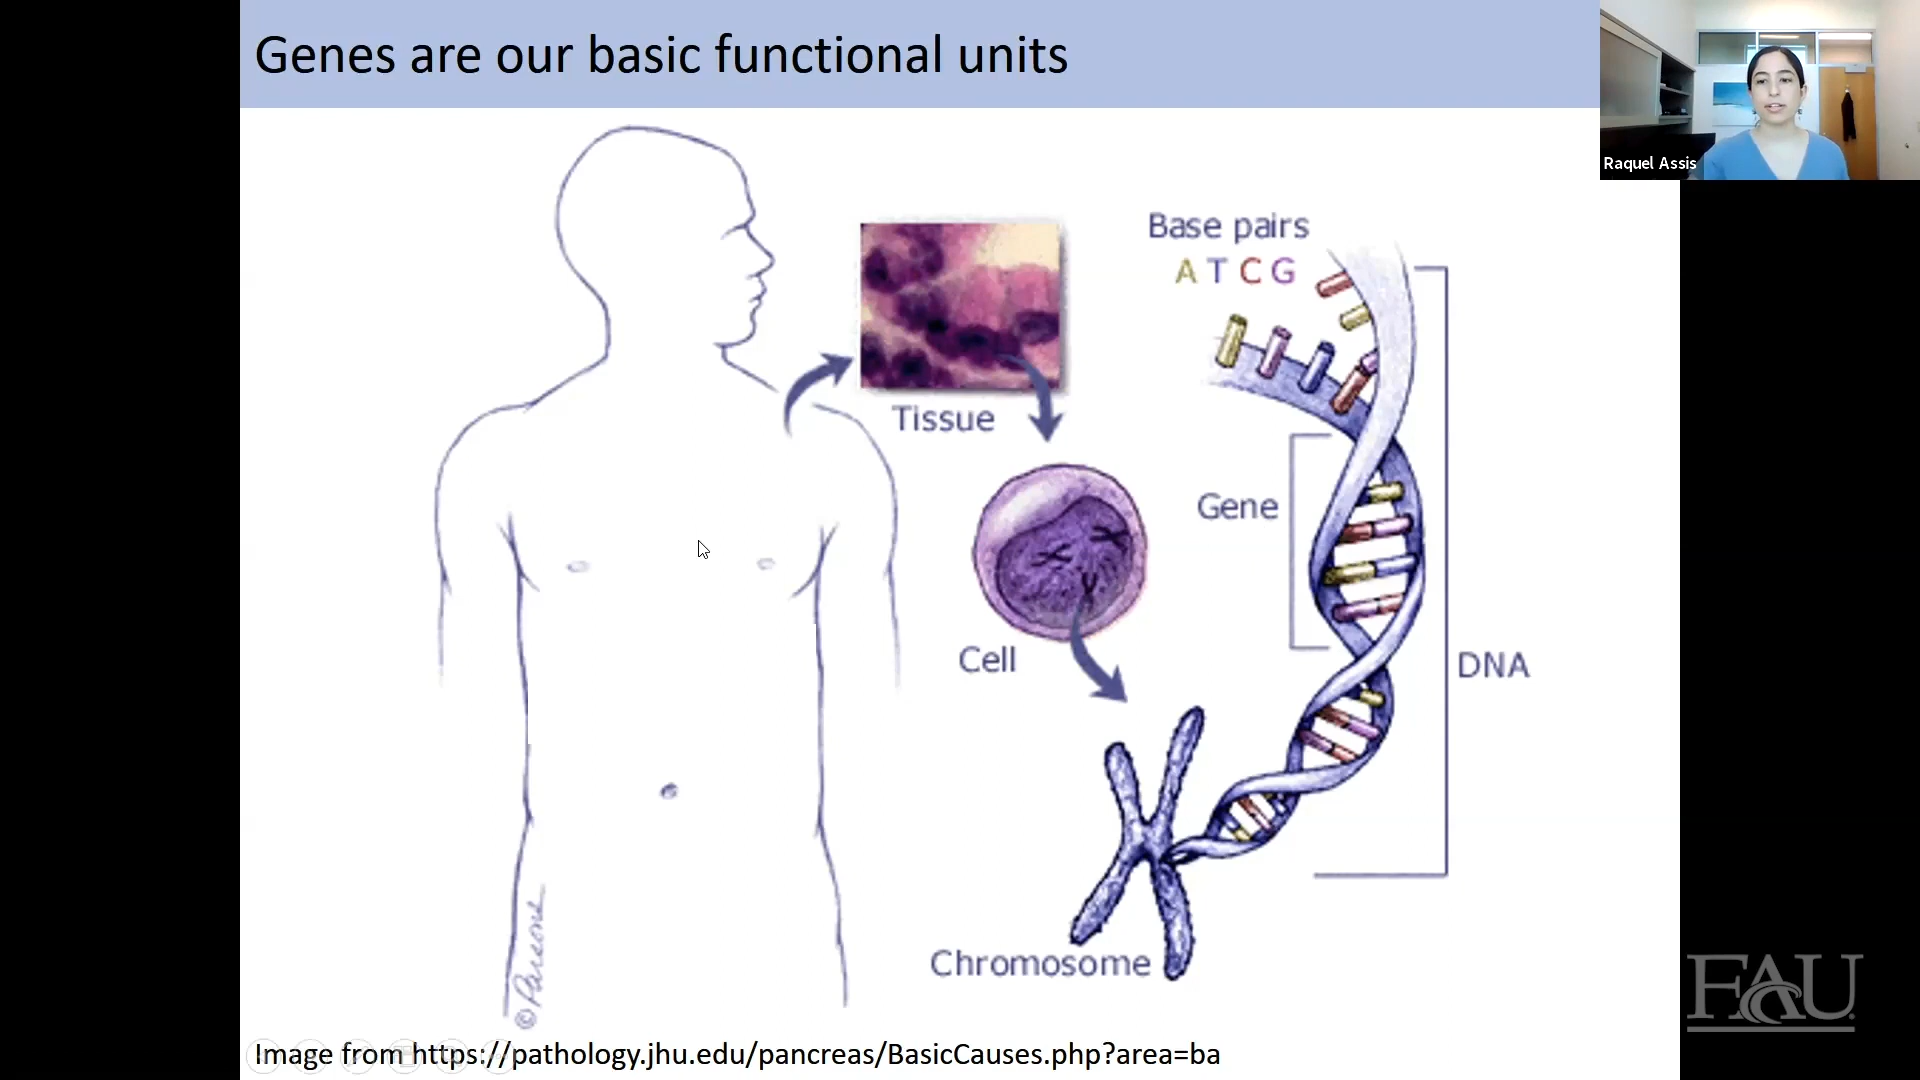 Genes are our basic functional units
Raquel Assis
Base pairs
A T C G
Tissue
Gene
Cell
DNA
Chromosome
© Parsons
FAU
Image from https://pathology.jhu.edu/pancreas/BasicCauses.php?area=ba